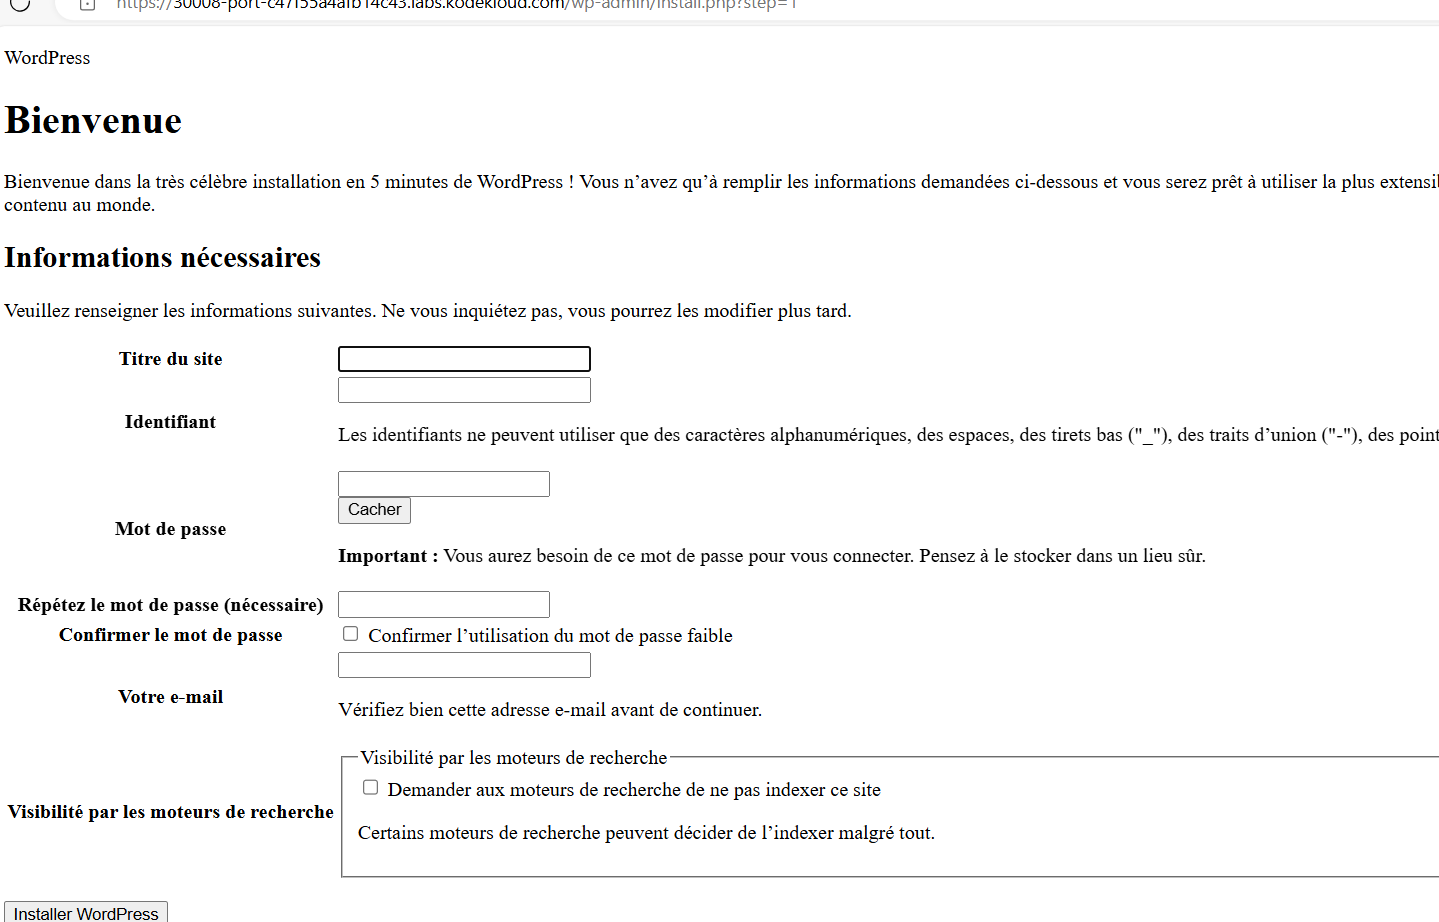 https://30008-port-c47f55a4afb14c43.labs.kodekloud.com/wp-admin/install.php?step=1
WordPress
Bienvenue
Bienvenue dans la très célèbre installation en 5 minutes de WordPress ! Vous n’avez qu’à remplir les informations demandées ci-dessous et vous serez prêt à utiliser la plus
contenu au monde.
Informations nécessaires
Veuillez renseigner les informations suivantes. Ne vous inquiétez pas, vous pourrez les modifier plus tard.
Titre du site
Identifiant
Les identifiants ne peuvent utiliser que des caractères alphanumériques, des espaces, des tirets bas ("_"), des traits d’union ("-"), des
Mot de passe
Cacher
Important : Vous aurez besoin de ce mot de passe pour vous connecter. Pensez à le stocker dans un lieu sûr.
Répétez le mot de passe (nécessaire)
Confirmer le mot de passe
Confirmer l’utilisation du mot de passe faible
Votre e-mail
Vérifiez bien cette adresse e-mail avant de continuer.
Visibilité par les moteurs de recherche
Visibilité par les moteurs de recherche
Demander aux moteurs de recherche de ne pas indexer ce site
Certains moteurs de recherche peuvent décider de l’indexer malgré tout.
Installer WordPress